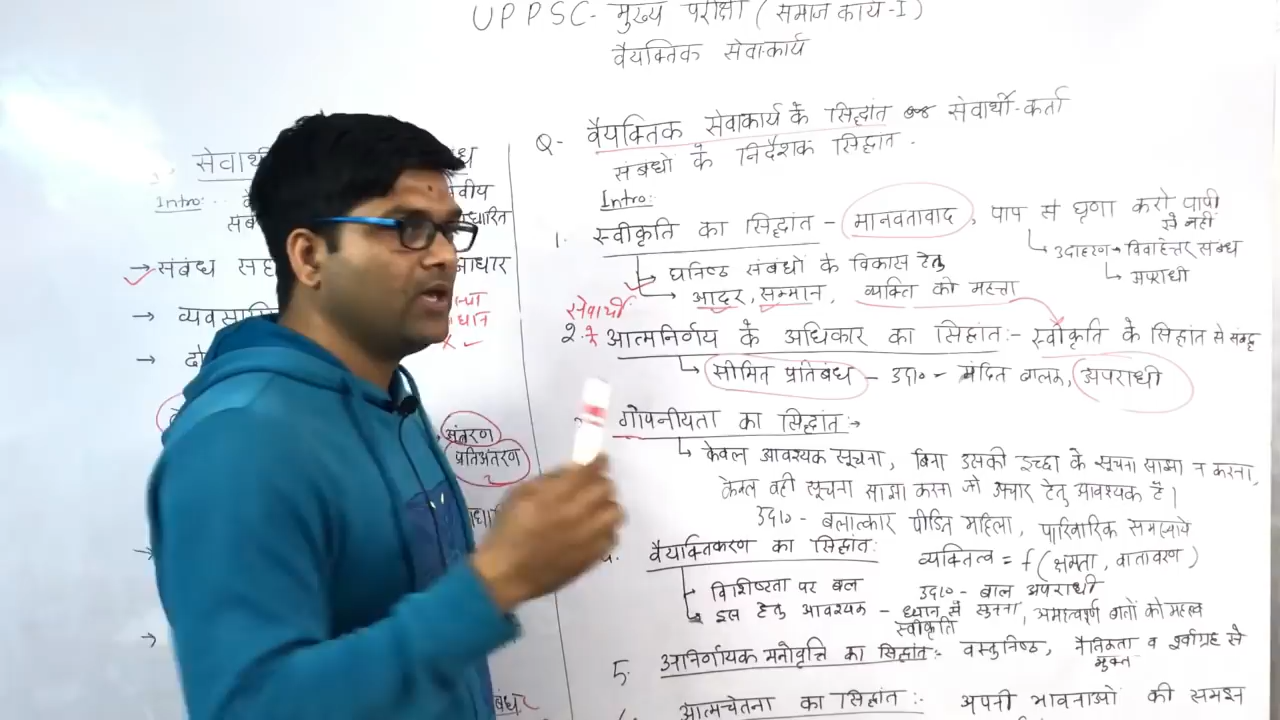 UPPSC- मुख्य परीक्षा ( समाज कार्य-I )
वैयक्तिक सेवाकार्य
Intro:
→ संबंध
→ व्यवसायि
अंतरण
प्रतिअंतरण
Q- वैयक्तिक सेवाकार्य के सिद्धांत सेवार्थी-कर्ता
संबंधों के निर्देशक सिद्धांत.
Intro:
1. स्वीकृति का सिद्धांत - मानवतावाद, पाप से घृणा करो पापी
से नहीं
उदाहरण → विवाहेत्तर संबंध
अपराधी
घनिष्ठ संबंधों के विकास हेतु
आदर, सम्मान, व्यक्ति की महत्ता
सेवार्थी
2. के आत्मनिर्णय के अधिकार का सिद्धांत:- स्वीकृति के सिद्धांत से संबद्ध
सीमित प्रतिबंध - उदा०- मंदित बालक, अपराधी
गोपनीयता का सिद्धांत:→
केवल आवश्यक सूचना, बिना उसकी इच्छा के सूचना साझा न करना,
केवल वही सूचना साझा करना जो उपचार हेतु आवश्यक है।
उदा०- बलात्कार पीडित महिला, पारिवारिक समस्यायें
वैयक्तिकरण का सिद्धांत: व्यक्तित्व = f (क्षमता, वातावरण)
विशिष्टता पर बल उदा०- बाल अपराधी
इस हेतु आवश्यक - ध्यान से सुनना, अमहत्वपूर्ण बातों को महत्व
स्वीकृति
5. अनिर्णायक मनोवृत्ति का सिद्धांत:- वस्तुनिष्ठ, नैतिकता व पूर्वाग्रह से
मुक्त
आत्मचेतना का सिद्धांत:- अपनी भावनाओं की समझ